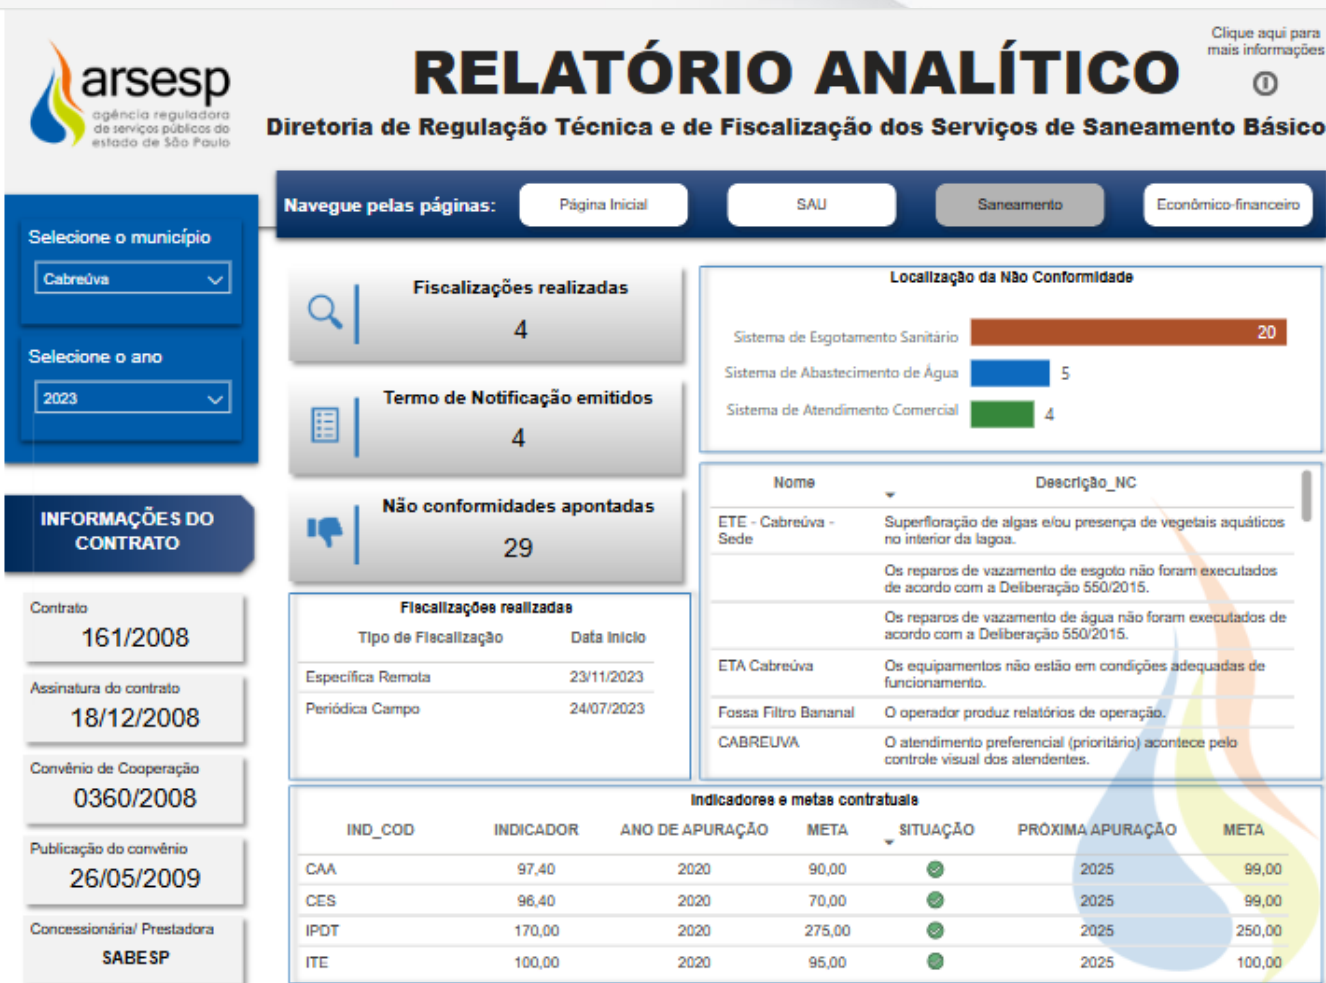 Clique aqui para
mais informações
arsesp
agência reguladora
de serviços públicos do
estado de São Paulo
RELATÓRIO ANALÍTICO
Diretoria de Regulação Técnica e de Fiscalização dos Serviços de Saneamento Básico
Navegue pelas páginas:
Página Inicial
SAU
Saneamento
Econômico-financeiro
Selecione o município
Cabreúva
Selecione o ano
2023
Fiscalizações realizadas
4
Termo de Notificação emitidos
4
Não conformidades apontadas
29
Localização da Não Conformidade
Sistema de Esgotamento Sanitário 20
Sistema de Abastecimento de Água 5
Sistema de Atendimento Comercial 4
INFORMAÇÕES DO
CONTRATO
Contrato
161/2008
Assinatura do contrato
18/12/2008
Convênio de Cooperação
0360/2008
Publicação do convênio
26/05/2009
Concessionária/ Prestadora
SABESP
Fiscalizações realizadas
Tipo de Fiscalização Data Inicio
Específica Remota 23/11/2023
Periódica Campo 24/07/2023
Nome Descrição_NC
ETE - Cabreúva - Superfloração de algas e/ou presença de vegetais aquáticos
Sede no interior da lagoa.
Os reparos de vazamento de esgoto não foram executados
de acordo com a Deliberação 550/2015.
Os reparos de vazamento de água não foram executados de
acordo com a Deliberação 550/2015.
ETA Cabreúva Os equipamentos não estão em condições adequadas de
funcionamento.
Fossa Filtro Bananal O operador produz relatórios de operação.
CABREUVA O atendimento preferencial (prioritário) acontece pelo
controle visual dos atendentes.
Indicadores e metas contratuais
IND_COD INDICADOR ANO DE APURAÇÃO META SITUAÇÃO PRÓXIMA APURAÇÃO META
CAA 97,40 2020 90,00 2025 99,00
CES 96,40 2020 70,00 2025 99,00
IPDT 170,00 2020 275,00 2025 250,00
ITE 100,00 2020 95,00 2025 100,00